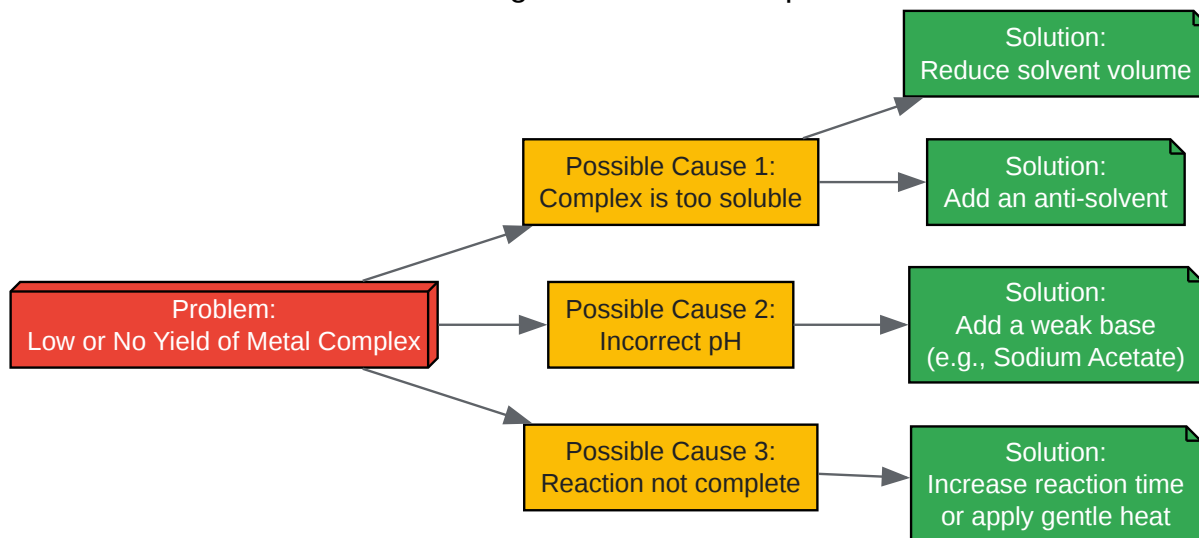 Solution:
Reduce solvent volume
Possible Cause 1:
Complex is too soluble
Solution:
Add an anti-solvent
Problem:
Low or No Yield of Metal Complex
Possible Cause 2:
Incorrect pH
Solution:
Add a weak base
(e.g., Sodium Acetate)
Possible Cause 3:
Reaction not complete
Solution:
Increase reaction time
or apply gentle heat